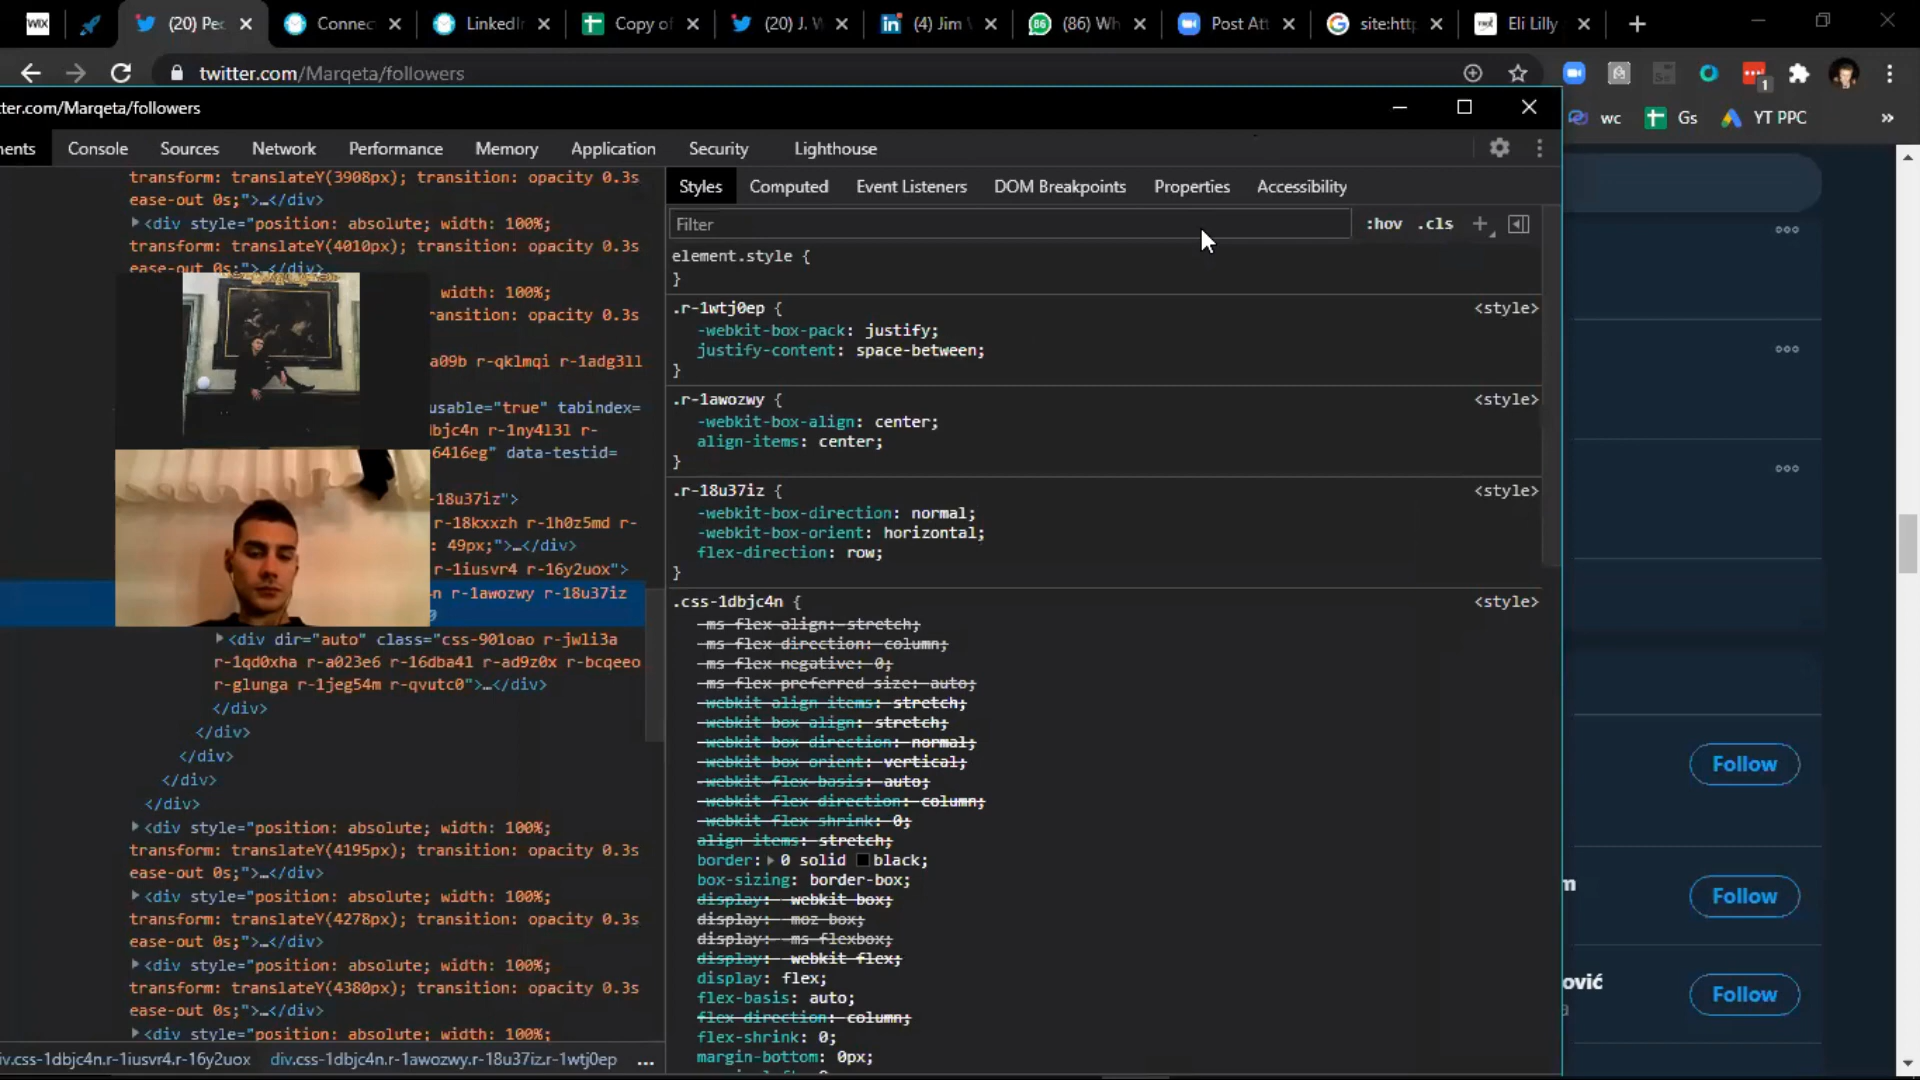 WIX
(20) Pe
Connec
LinkedIn
Copy of
(20) J. V
(4) Jim
86
(86) Wh
Post Att
site:http
Eli Lilly
twitter.com/Marqeta/followers
1
tter.com/Marqeta/followers
wc
Gs
YT PPC
»
ents
Console
Sources
Network
Performance
Memory
Application
Security
Lighthouse
transform: translateY(3908px); transition: opacity 0.3s
ease-out 0s;">…</div>
<div style="position: absolute; width: 100%;
transform: translateY(4010px); transition: opacity 0.3s
ease-out 0s;">…</div>
width: 100%;
ransition: opacity 0.3s
a09b r-qklmqi r-1adg3ll
usable="true" tabindex=
dbjc4n r-1ny4l3l r-
6416eg" data-testid=
-18u37iz">
r-18kxxzh r-1h0z5md r-
: 49px;">…</div>
r-1iusvr4 r-16y2uox">
n r-1awozwy r-18u37iz
<div dir="auto" class="css-901oao r-jwli3a
r-1qd0xha r-a023e6 r-16dba41 r-ad9z0x r-bcqeeo
r-glunga r-1jeg54m r-qvutc0">…</div>
</div>
</div>
</div>
</div>
</div>
<div style="position: absolute; width: 100%;
transform: translateY(4195px); transition: opacity 0.3s
ease-out 0s;">…</div>
<div style="position: absolute; width: 100%;
transform: translateY(4278px); transition: opacity 0.3s
ease-out 0s;">…</div>
<div style="position: absolute; width: 100%;
transform: translateY(4380px); transition: opacity 0.3s
ease-out 0s;">…</div>
<div style="position: absolute; width: 100%;
iv.css-1dbjc4n.r-1iusvr4.r-16y2uox
div.css-1dbjc4n.r-1awozwy.r-18u37iz.r-1wtj0ep
...
Styles
Computed
Event Listeners
DOM Breakpoints
Properties
Accessibility
Filter
:hov
.cls
element.style {
}
.r-1wtj0ep {
<style>
-webkit-box-pack: justify;
justify-content: space-between;
}
.r-1awozwy {
<style>
-webkit-box-align: center;
align-items: center;
}
.r-18u37iz {
<style>
-webkit-box-direction: normal;
-webkit-box-orient: horizontal;
flex-direction: row;
}
.css-1dbjc4n {
<style>
-ms-flex-align: stretch;
-ms-flex-direction: column;
-ms-flex-negative: 0;
-ms-flex-preferred-size: auto;
-webkit-align-items: stretch;
-webkit-box-align: stretch;
-webkit-box-direction: normal;
-webkit-box-orient: vertical;
-webkit-flex-basis: auto;
-webkit-flex-direction: column;
-webkit-flex-shrink: 0;
align-items: stretch;
border: 0 solid black;
box-sizing: border-box;
display: -webkit-box;
display: -moz-box;
display: -ms-flexbox;
display: -webkit-flex;
display: flex;
flex-basis: auto;
flex-direction: column;
flex-shrink: 0;
margin-bottom: 0px;
Follow
m
Follow
ović
Follow